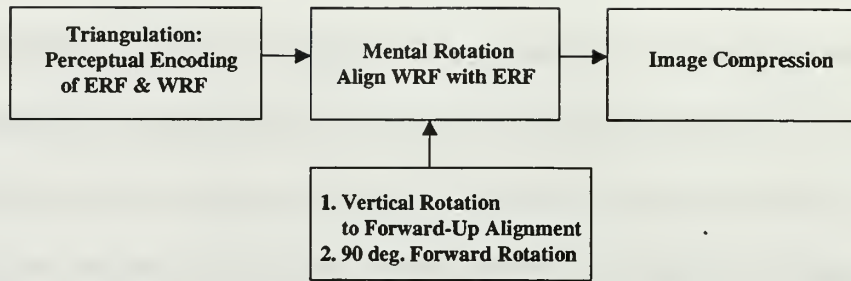 Triangulation:
Perceptual Encoding
of ERF & WRF
Mental Rotation
Align WRF with ERF
Image Compression
1. Vertical Rotation
to Forward-Up Alignment
2. 90 deg. Forward Rotation